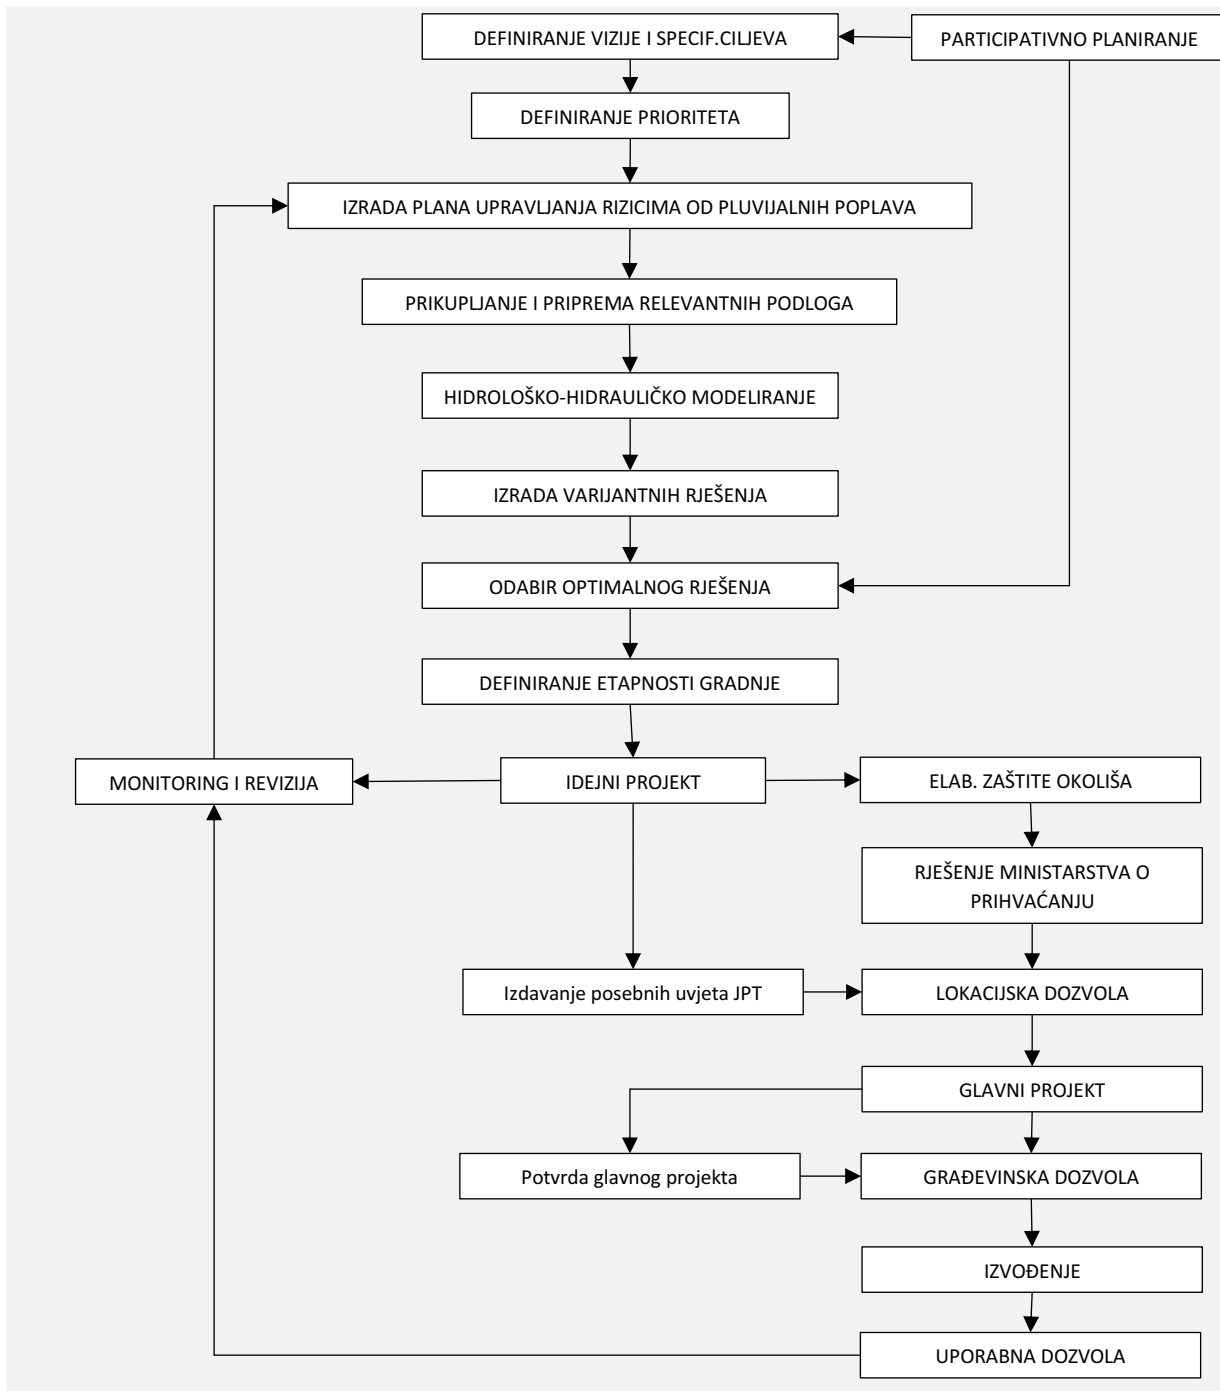 DEFINIRANJE VIZIJE I SPECIF.CILJEVA
PARTICIPATIVNO PLANIRANJE
DEFINIRANJE PRIORITETA
IZRADA PLANA UPRAVLJANJA RIZICIMA OD PLUVIJALNIH POPLAVA
PRIKUPLJANJE I PRIPREMA RELEVANTNIH PODLOGA
HIDROLOŠKO-HIDRAULIČKO MODELIRANJE
IZRADA VARIJANTNIH RJEŠENJA
ODABIR OPTIMALNOG RJEŠENJA
DEFINIRANJE ETAPNOSTI GRADNJE
MONITORING I REVIZIJA
IDEJNI PROJEKT
ELAB. ZAŠTITE OKOLIŠA
RJEŠENJE MINISTARSTVA O
PRIHVAĆANJU
Izdavanje posebnih uvjeta JPT
LOKACIJSKA DOZVOLA
GLAVNI PROJEKT
Potvrda glavnog projekta
GRAĐEVINSKA DOZVOLA
IZVOĐENJE
UPORABNA DOZVOLA